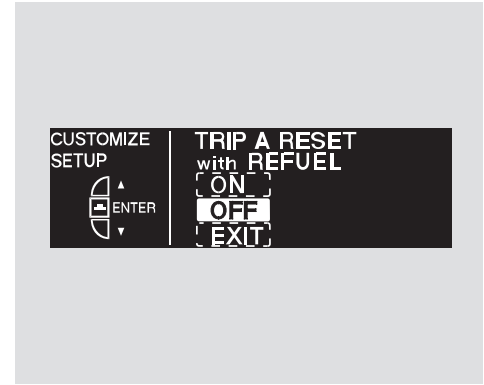 CUSTOMIZE
SETUP
ENTER
TRIP A RESET
with REFUEL
ON
OFF
EXIT